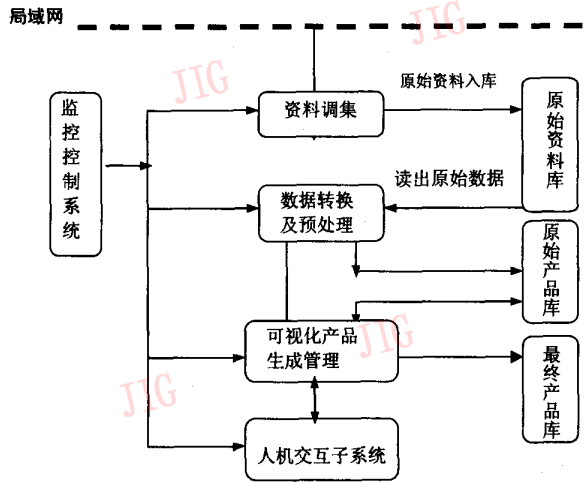 局域网
JIG
JIG
监控控制系统
资料调集
原始资料入库
原始资料库
数据转换
及预处理
读出原始数据
原始产品库
可视化产品
生成管理
JIG
最终产品库
JIG
人机交互子系统